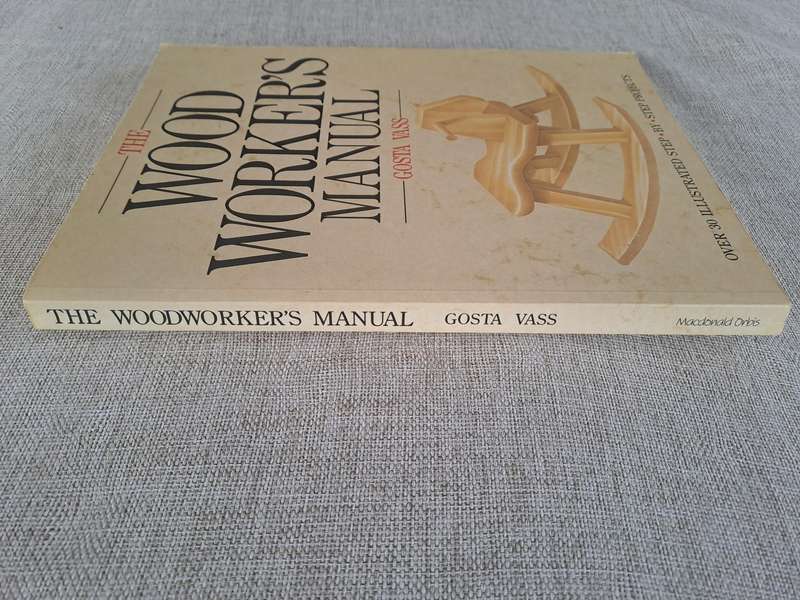 THE
WOOD
WORKER'S
MANUAL
GOSTA VASS
OVER 30 ILLUSTRATED STEP-BY-STEP PROJECTS
THE WOODWORKER'S MANUAL GOSTA VASS Macdonald Orbis